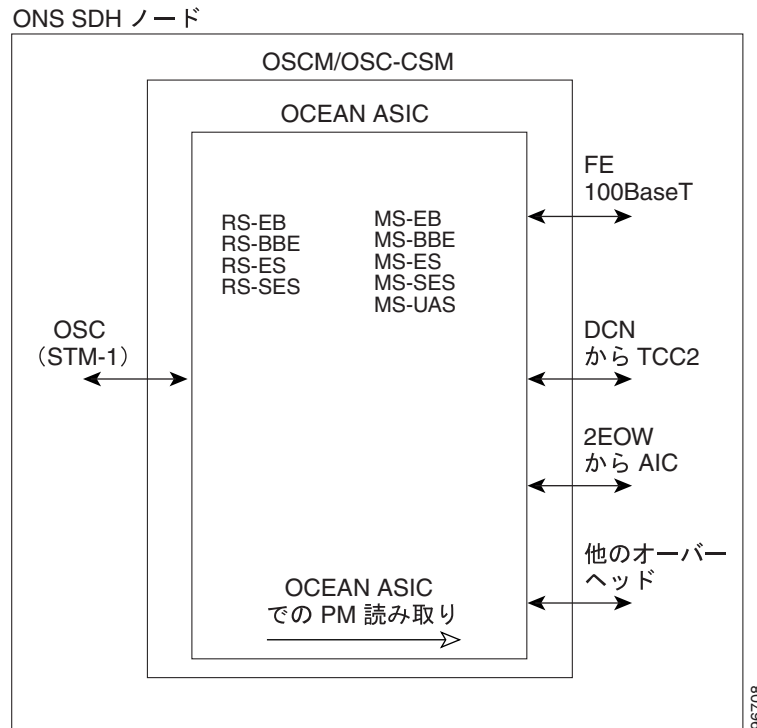 ONS SDH ノード
OSCM/OSC-CSM
OCEAN ASIC
FE
100BaseT
RS-EB
RS-BBE
RS-ES
RS-SES
MS-EB
MS-BBE
MS-ES
MS-SES
MS-UAS
OSC
（STM-1）
DCN
から TCC2
2EOW
から AIC
他のオーバー
ヘッド
OCEAN ASIC
での PM 読み取り
96708